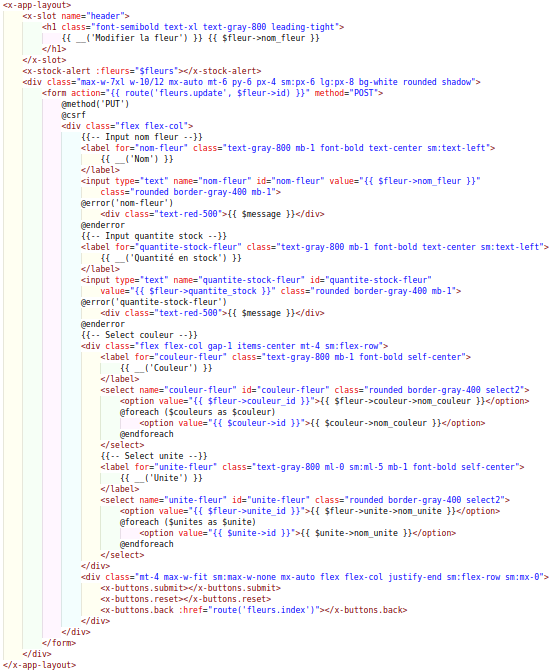 <x-app-layout>
<x-slot name="header">
<h1 class="font-semibold text-xl text-gray-800 leading-tight">
{{ __('Modifier la fleur') }} {{ $fleur->nom_fleur }}
</h1>
</x-slot>
<x-stock-alert :fleurs="$fleurs"></x-stock-alert>
<div class="max-w-7xl w-10/12 mx-auto mt-6 py-6 px-4 sm:px-6 lg:px-8 bg-white rounded shadow">
<form action="{{ route('fleurs.update', $fleur->id) }}" method="POST">
@method('PUT')
@csrf
<div class="flex flex-col">
{{-- Input nom fleur --}}
<label for="nom-fleur" class="text-gray-800 mb-1 font-bold text-center sm:text-left">
{{ __('Nom') }}
</label>
<input type="text" name="nom-fleur" id="nom-fleur" value="{{ $fleur->nom_fleur }}"
class="rounded border-gray-400 mb-1">
@error('nom-fleur')
<div class="text-red-500">{{ $message }}</div>
@enderror
{{-- Input quantite stock --}}
<label for="quantite-stock-fleur" class="text-gray-800 mb-1 font-bold text-center sm:text-left">
{{ __('Quantité en stock') }}
</label>
<input type="text" name="quantite-stock-fleur" id="quantite-stock-fleur"
value="{{ $fleur->quantite_stock }}" class="rounded border-gray-400 mb-1">
@error('quantite-stock-fleur')
<div class="text-red-500">{{ $message }}</div>
@enderror
{{-- Select couleur --}}
<div class="flex flex-col gap-1 items-center mt-4 sm:flex-row">
<label for="couleur-fleur" class="text-gray-800 mb-1 font-bold self-center">
{{ __('Couleur') }}
</label>
<select name="couleur-fleur" id="couleur-fleur" class="rounded border-gray-400 select2">
<option value="{{ $fleur->couleur_id }}">{{ $fleur->couleur->nom_couleur }}</option>
@foreach ($couleurs as $couleur)
<option value="{{ $couleur->id }}">{{ $couleur->nom_couleur }}</option>
@endforeach
</select>
{{-- Select unite --}}
<label for="unite-fleur" class="text-gray-800 ml-0 sm:ml-5 mb-1 font-bold self-center">
{{ __('Unite') }}
</label>
<select name="unite-fleur" id="unite-fleur" class="rounded border-gray-400 select2">
<option value="{{ $fleur->unite_id }}">{{ $fleur->unite->nom_unite }}</option>
@foreach ($unites as $unite)
<option value="{{ $unite->id }}">{{ $unite->nom_unite }}</option>
@endforeach
</select>
</div>
<div class="mt-4 max-w-fit sm:max-w-none mx-auto flex flex-col justify-end sm:flex-row sm:mx-0">
<x-buttons.submit></x-buttons.submit>
<x-buttons.reset></x-buttons.reset>
<x-buttons.back :href="route('fleurs.index')"></x-buttons.back>
</div>
</div>
</form>
</div>
</x-app-layout>